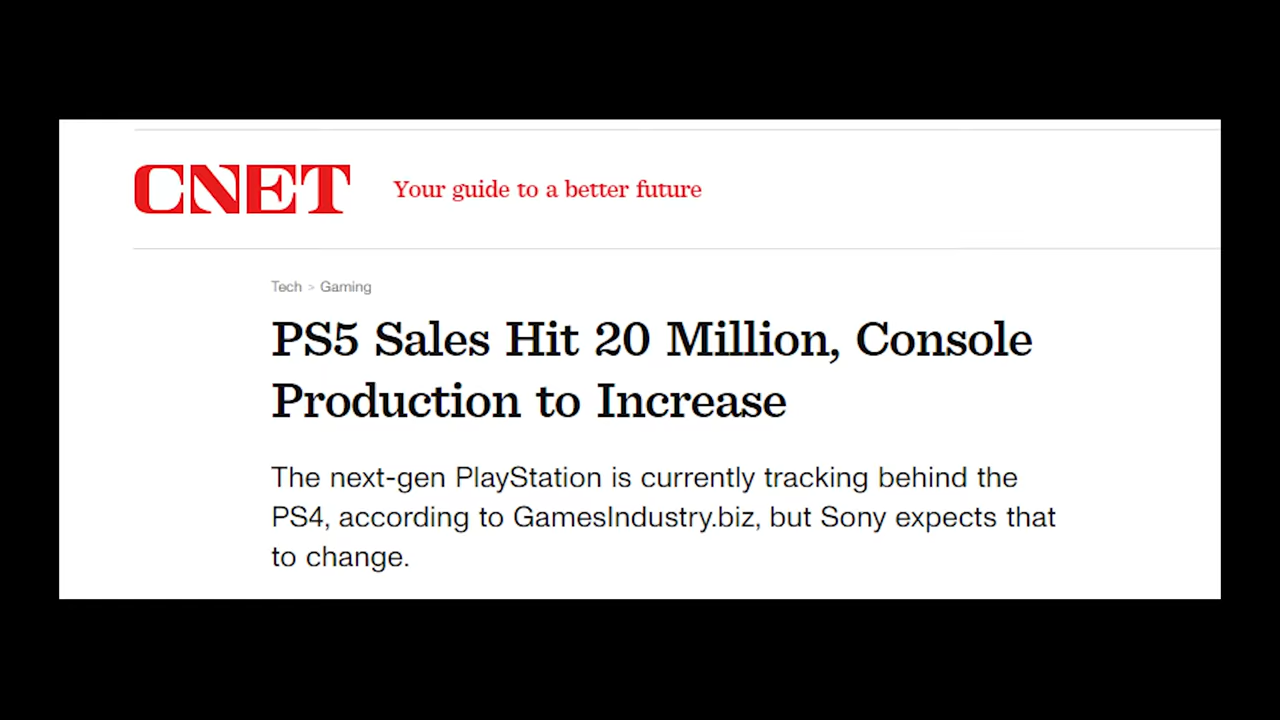 CNET Your guide to a better future
Tech > Gaming
PS5 Sales Hit 20 Million, Console
Production to Increase
The next-gen PlayStation is currently tracking behind the
PS4, according to GamesIndustry.biz, but Sony expects that
to change.